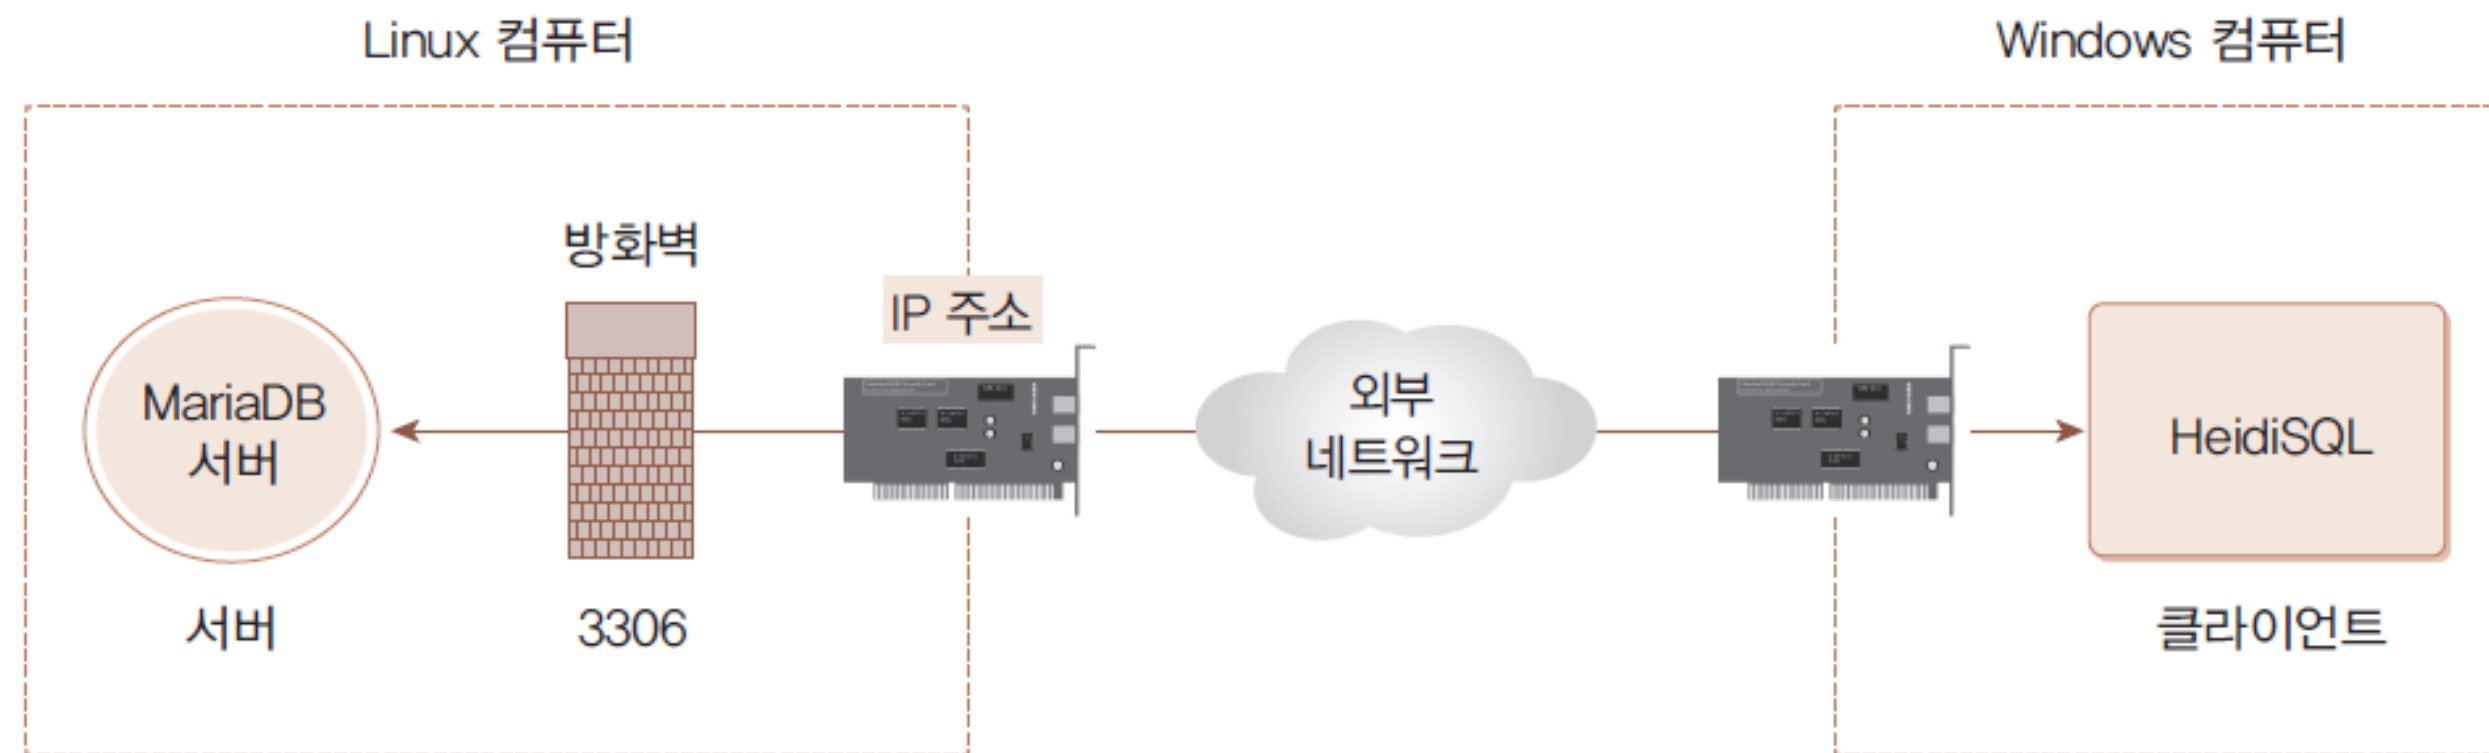 Linux 컴퓨터
Windows 컴퓨터
방화벽
IP 주소
MariaDB
서버
외부
네트워크
HeidiSQL
서버
3306
클라이언트